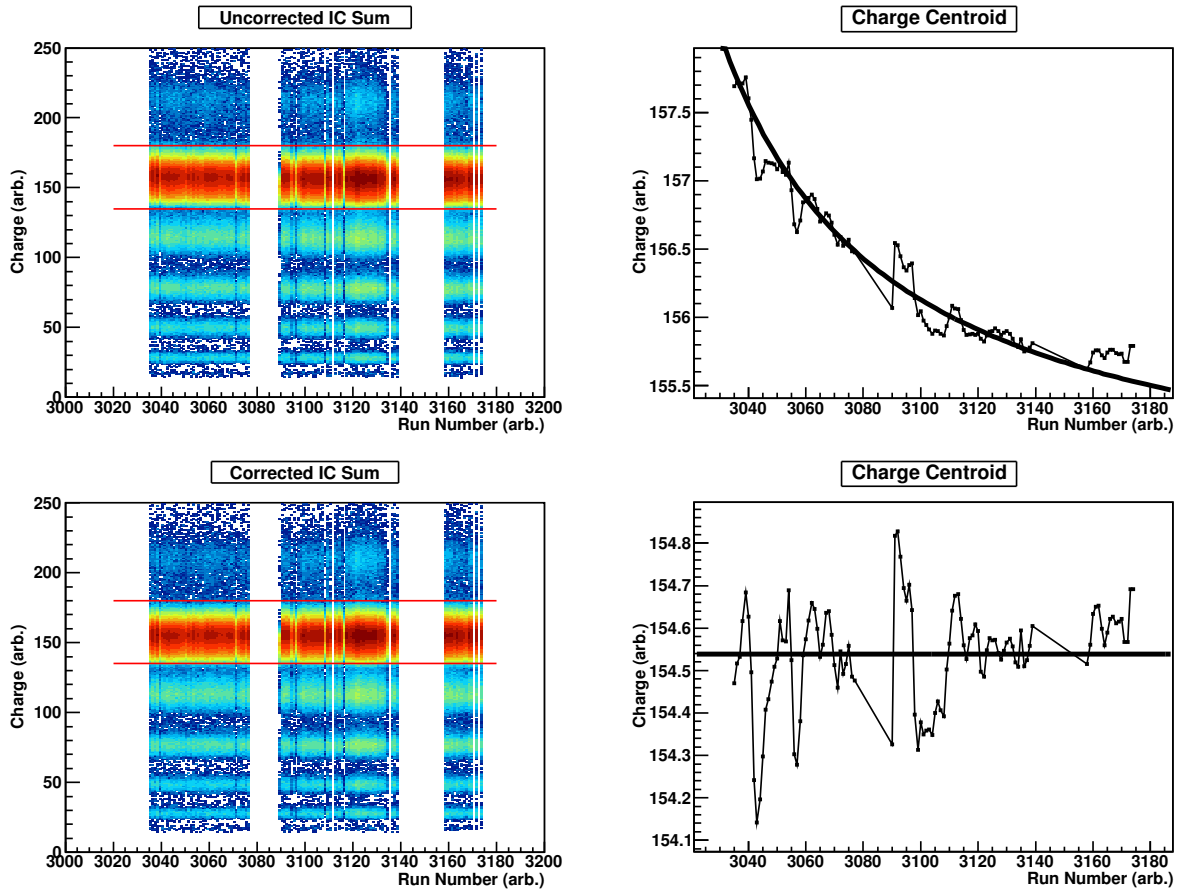 Uncorrected IC Sum
Charge (arb.)
250
200
150
100
50
0
3000 3020 3040 3060 3080 3100 3120 3140 3160 3180 3200
Run Number (arb.)
Charge Centroid
Charge (arb.)
157.5
157
156.5
156
155.5
3040 3060 3080 3100 3120 3140 3160 3180
Run Number (arb.)
Corrected IC Sum
Charge (arb.)
250
200
150
100
50
0
3000 3020 3040 3060 3080 3100 3120 3140 3160 3180 3200
Run Number (arb.)
Charge Centroid
Charge (arb.)
154.8
154.7
154.6
154.5
154.4
154.3
154.2
154.1
3040 3060 3080 3100 3120 3140 3160 3180
Run Number (arb.)